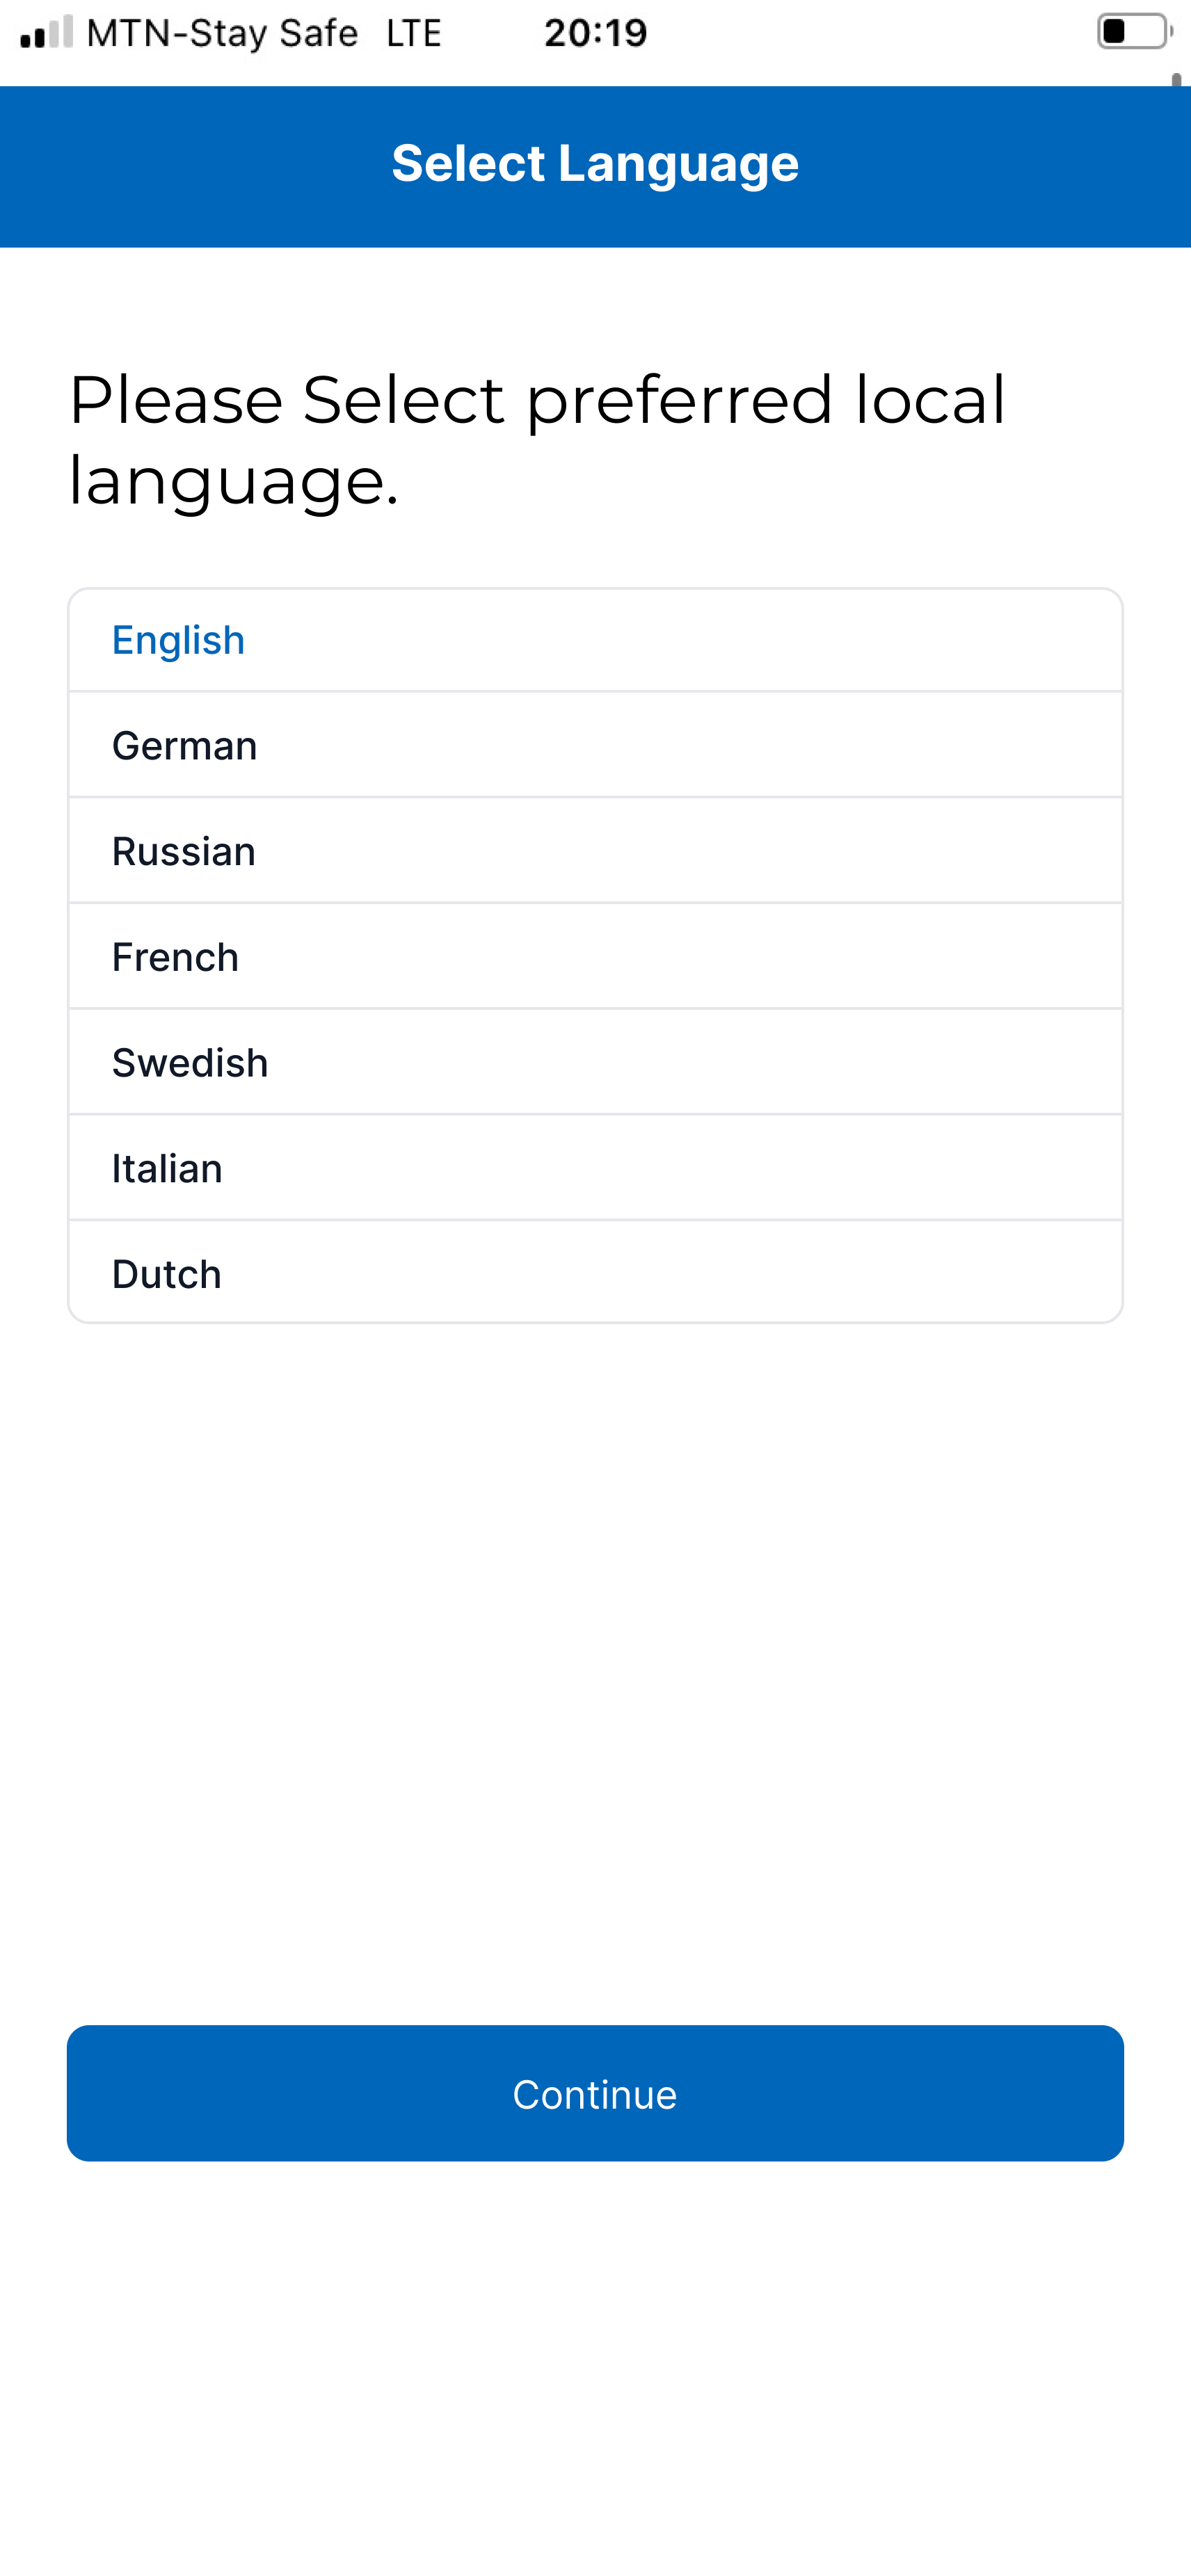 MTN-Stay Safe LTE 20:19
Select Language
Please Select preferred local
language.
English
German
Russian
French
Swedish
Italian
Dutch
Continue